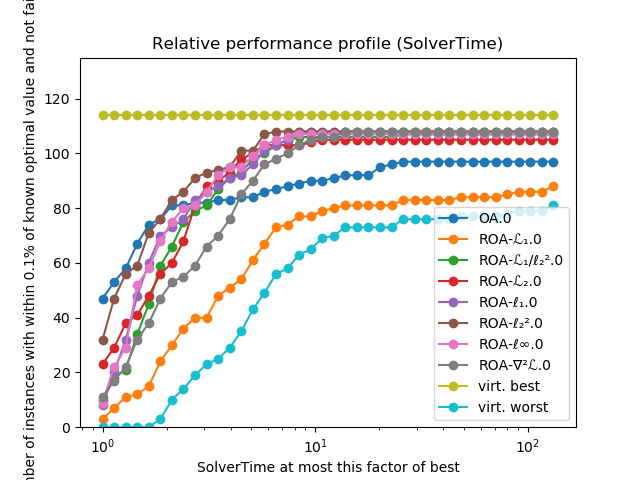 Relative performance profile (SolverTime)
of instances with within 0.1% of known optimal value and not
120
100
80
60
40
20
0
OA.0
ROA-ℒ₁.0
ROA-ℒ₁/ℓ₂².0
ROA-ℒ₂.0
ROA-ℓ₁.0
ROA-ℓ₂².0
ROA-ℓ∞.0
ROA-∇²ℒ.0
virt. best
virt. worst
10⁰ 10¹ 10²
SolverTime at most this factor of best